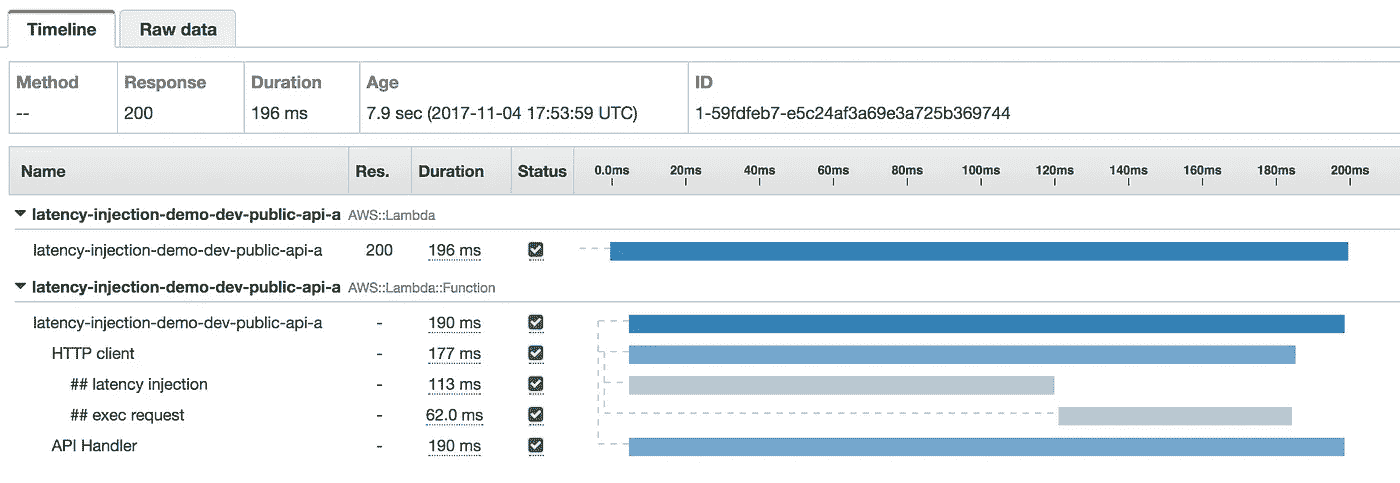 Timeline Raw data
Method Response Duration Age ID
-- 200 196 ms 7.9 sec (2017-11-04 17:53:59 UTC) 1-59fdfeb7-e5c24af3a69e3a725b369744
Name Res. Duration Status 0.0ms 20ms 40ms 60ms 80ms 100ms 120ms 140ms 160ms 180ms 200ms
latency-injection-demo-dev-public-api-a AWS::Lambda
latency-injection-demo-dev-public-api-a 200 196 ms
latency-injection-demo-dev-public-api-a AWS::Lambda::Function
latency-injection-demo-dev-public-api-a - 190 ms
HTTP client - 177 ms
## latency injection - 113 ms
## exec request - 62.0 ms
API Handler - 190 ms